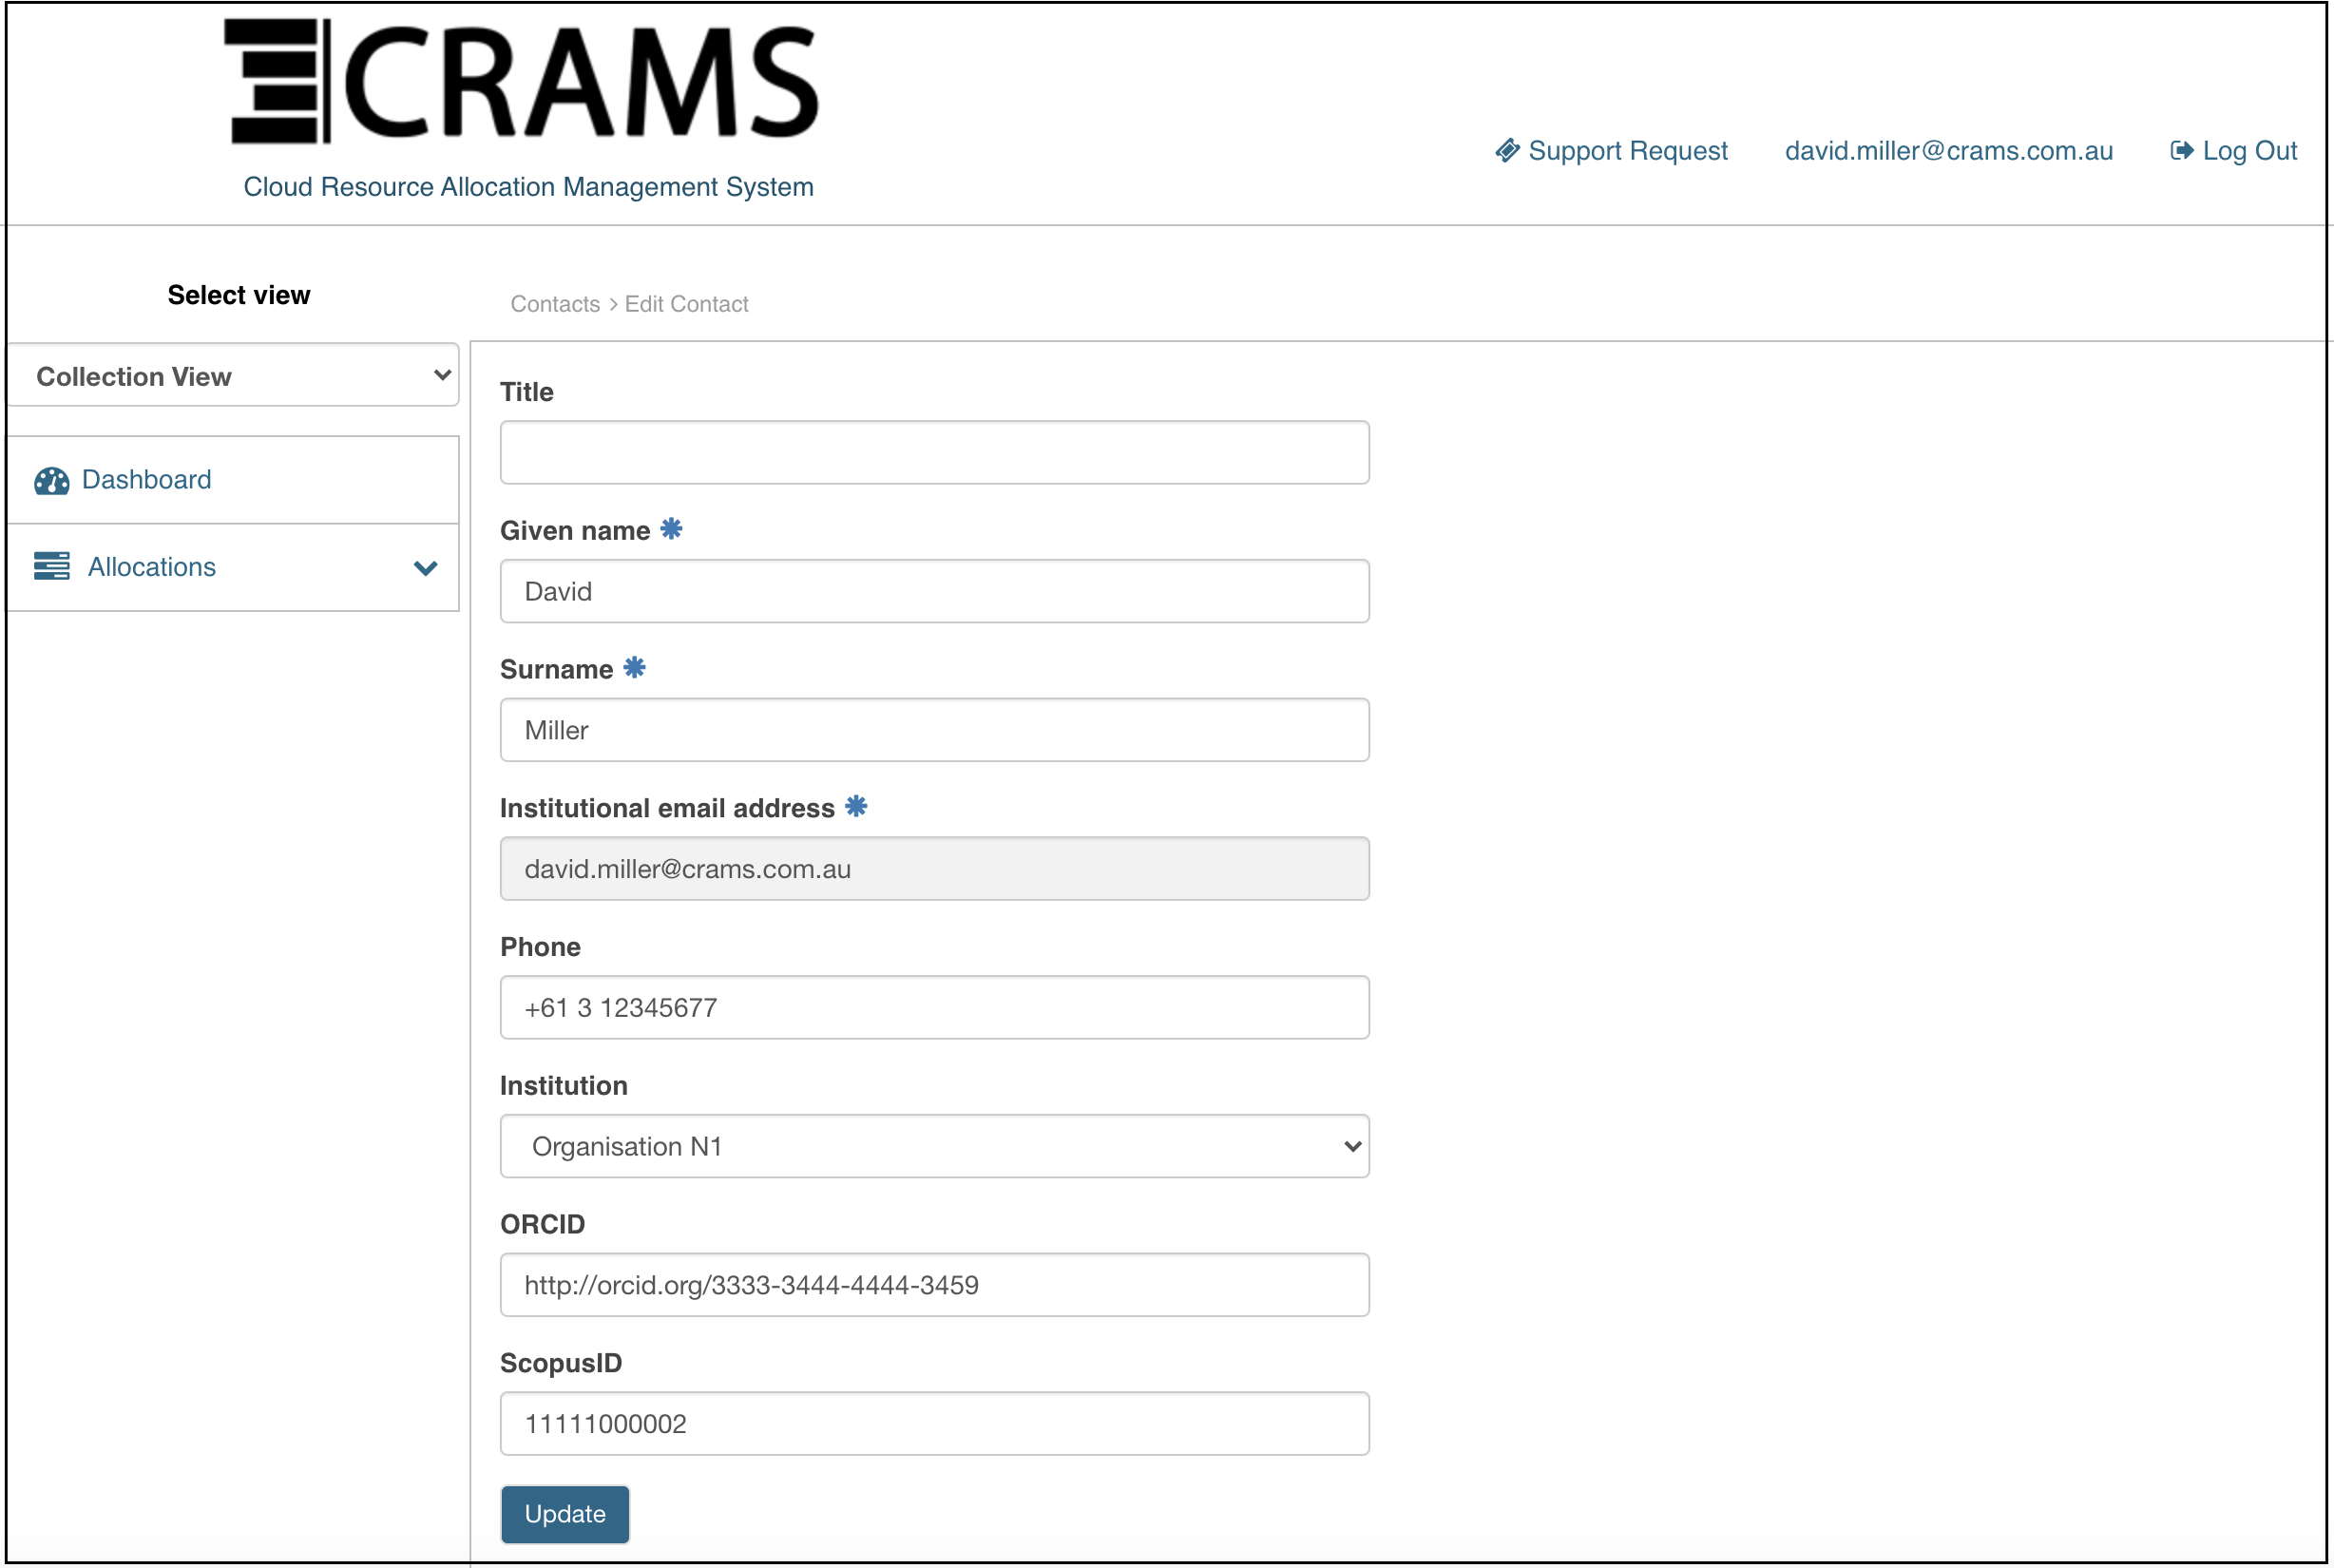 CRAMS
Cloud Resource Allocation Management System
Support Request
david.miller@crams.com.au
Log Out
Select view
Contacts > Edit Contact
Collection View
Dashboard
Allocations
Title
Given name *
David
Surname *
Miller
Institutional email address *
david.miller@crams.com.au
Phone
+61 3 12345677
Institution
Organisation N1
ORCID
http://orcid.org/3333-3444-4444-3459
ScopusID
11111000002
Update